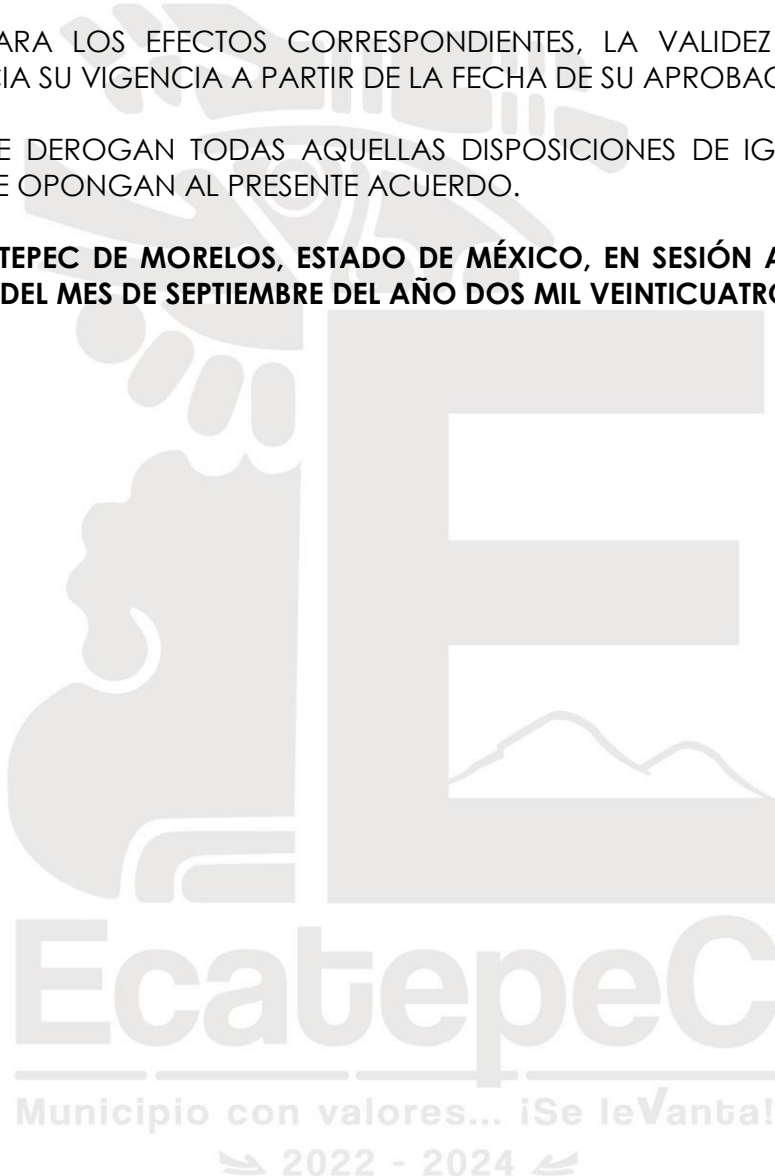 ARA LOS EFECTOS CORRESPONDIENTES, LA VALIDEZ
CIA SU VIGENCIA A PARTIR DE LA FECHA DE SU APROBAC
E DEROGAN TODAS AQUELLAS DISPOSICIONES DE IG
E OPONGAN AL PRESENTE ACUERDO.
TEPEC DE MORELOS, ESTADO DE MÉXICO, EN SESIÓN A
DEL MES DE SEPTIEMBRE DEL AÑO DOS MIL VEINTICUATRO
E
EcatepeC
Municipio con valores... ¡Se leVanta!
2022 - 2024